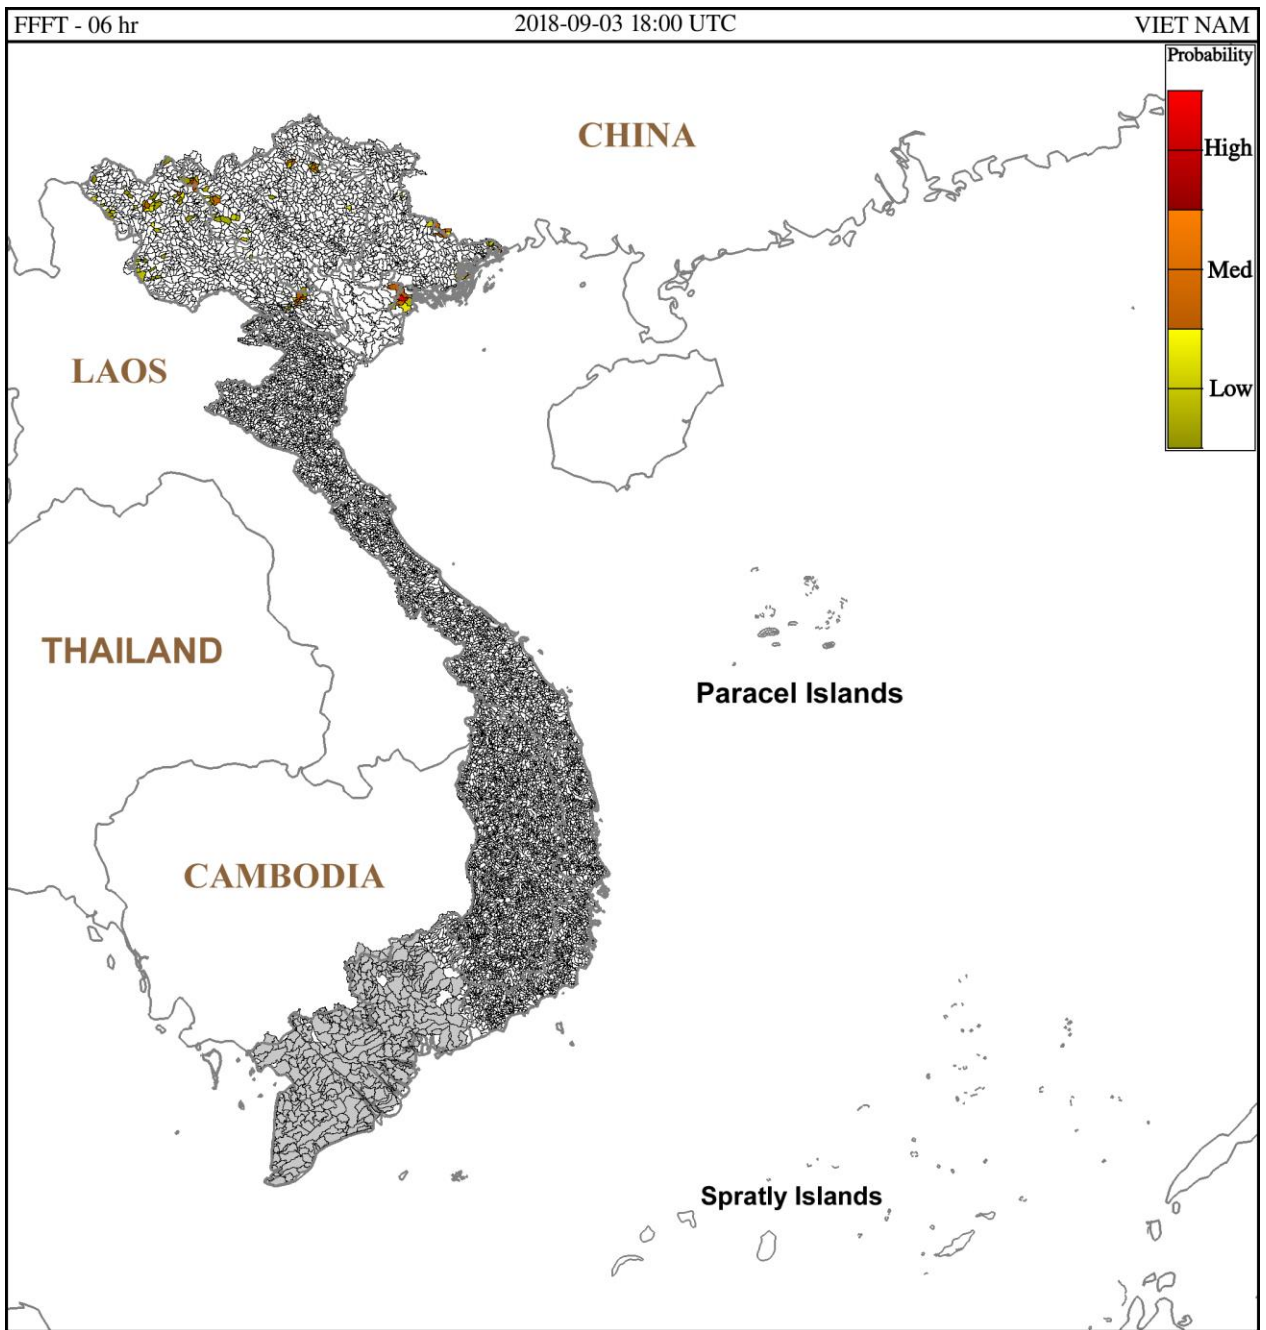 FFFT - 06 hr 2018-09-03 18:00 UTC VIET NAM
Probability
CHINA
High
Med
LAOS
Low
THAILAND
Paracel Islands
CAMBODIA
Spratly Islands